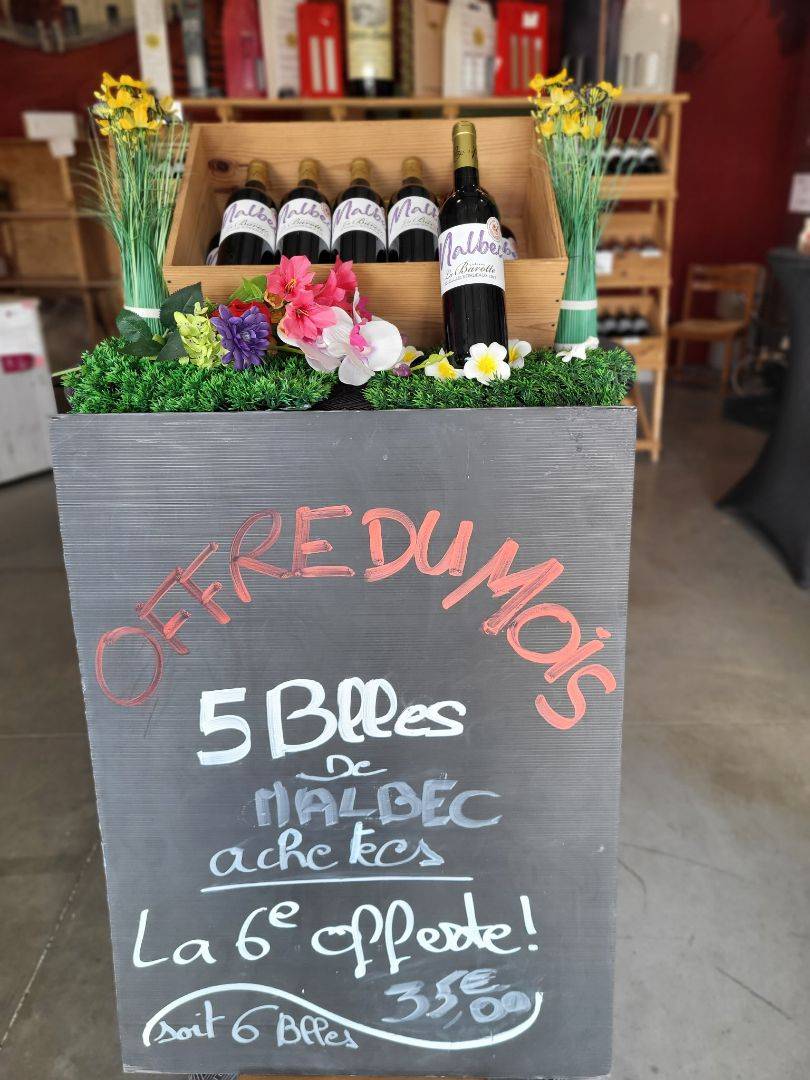 Malbec
Malbec
Malbec
Malbec
Malbec
La Barotte
OFFRE DU MOIS
5 Blles
De
MALBEC
achetées
La 6e offerte!
soit 6 Blles 35,00€